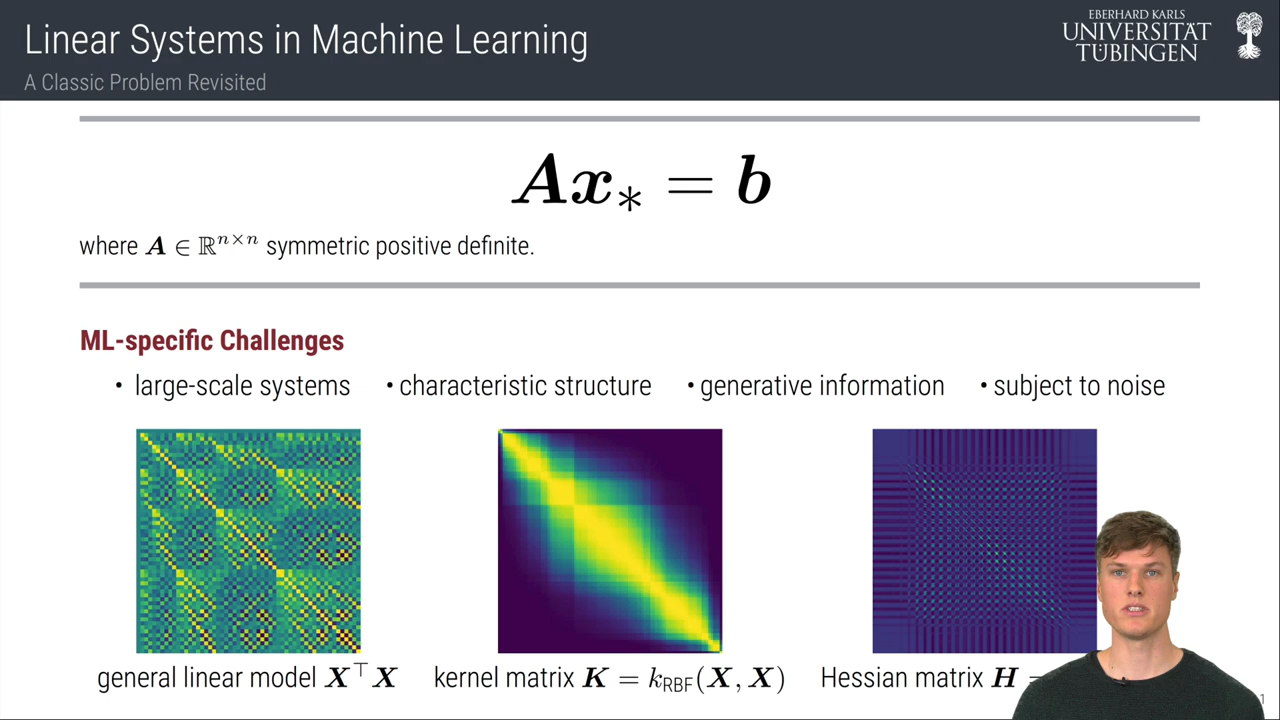 Linear Systems in Machine Learning
A Classic Problem Revisited
EBERHARD KARLS
UNIVERSITÄT
TÜBINGEN
Ax∗ = b
where A ∈ ℝⁿˣⁿ symmetric positive definite.
ML-specific Challenges
• large-scale systems • characteristic structure • generative information • subject to noise
general linear model X⊤X
kernel matrix K = k_RBF(X, X)
Hessian matrix H =
1